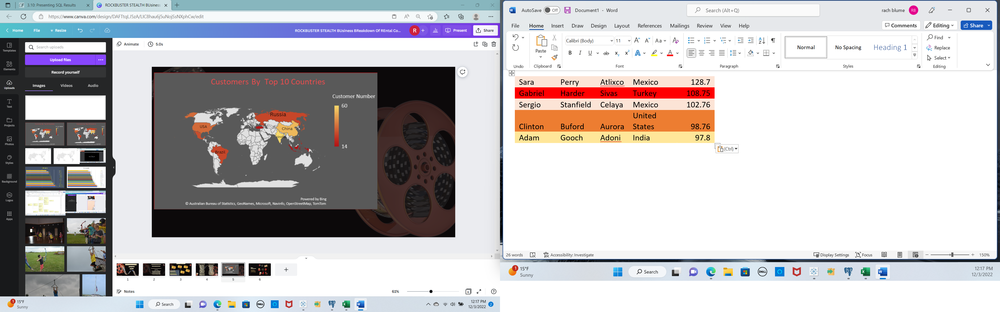 3.10: Presenting SQL Results
ROCKBUSTER STEALTH BUsiness
https://www.canva.com/design/DAFTtqLJ5zA/LIC8hau6j5uNojSsNXphCw/edit
Home File Resize
ROCKBUSTER STEALTH BUsiness BReakdown Of REntal Co...
R
Present
Share
Templates
Elements
Uploads
Text
Projects
Photos
Styles
Background
Logos
Apps
Search uploads
Upload files
Record yourself
Images Videos Audio
Animate 5.0s
Customers By Top 10 Countries
Customer Number
60
14
Russia
USA
China
India
Brazil
Powered by Bing
© Australian Bureau of Statistics, GeoNames, Microsoft, Navinfo, OpenStreetMap, TomTom
1 2 3 4 5 6
Notes
61%
6
1
15°F
Sunny
Search
DELL
12:17 PM
12/3/2022
2
AutoSave Off Document1 - Word
Search (Alt+Q)
rach blume RB
File Home Insert Draw Design Layout References Mailings Review View Help
Comments Editing Share
Undo
Paste
Clipboard
Calibri (Body) 11
Font
Paragraph
Normal No Spacing Heading 1
Styles
Find
Replace
Select
Editing
Sara Perry Atlixco Mexico 128.7
Gabriel Harder Sivas Turkey 108.75
Sergio Stanfield Celaya Mexico 102.76
United
Clinton Buford Aurora States 98.76
Adam Gooch Adoni India 97.8
(Ctrl)
26 words Accessibility: Investigate
Display Settings Focus 150%
1
15°F
Sunny
Search
DELL
12:17 PM
12/3/2022